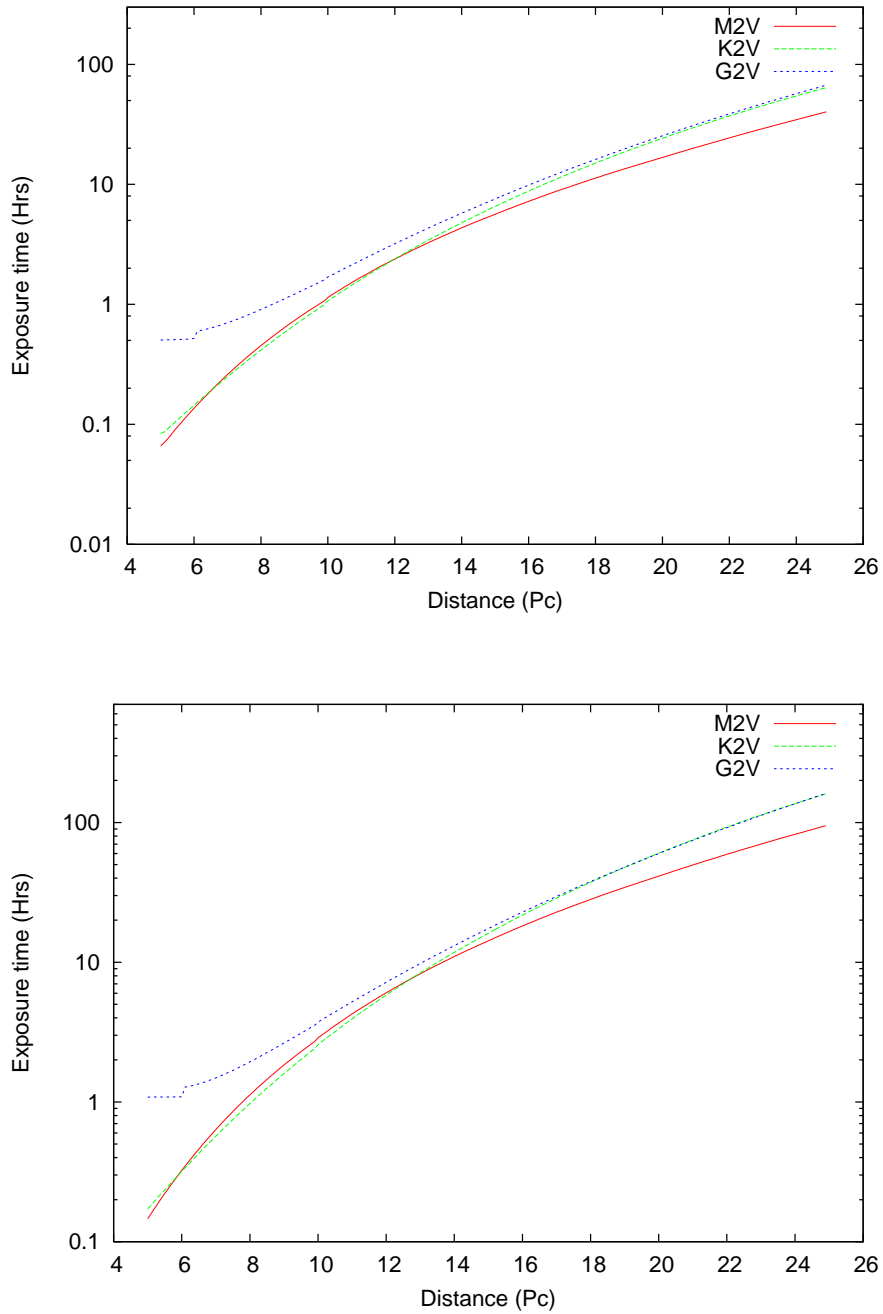 M2V
K2V
G2V
100
10
1
0.1
0.01
Exposure time (Hrs)
4 6 8 10 12 14 16 18 20 22 24 26
Distance (Pc)
M2V
K2V
G2V
100
10
1
0.1
Exposure time (Hrs)
4 6 8 10 12 14 16 18 20 22 24 26
Distance (Pc)